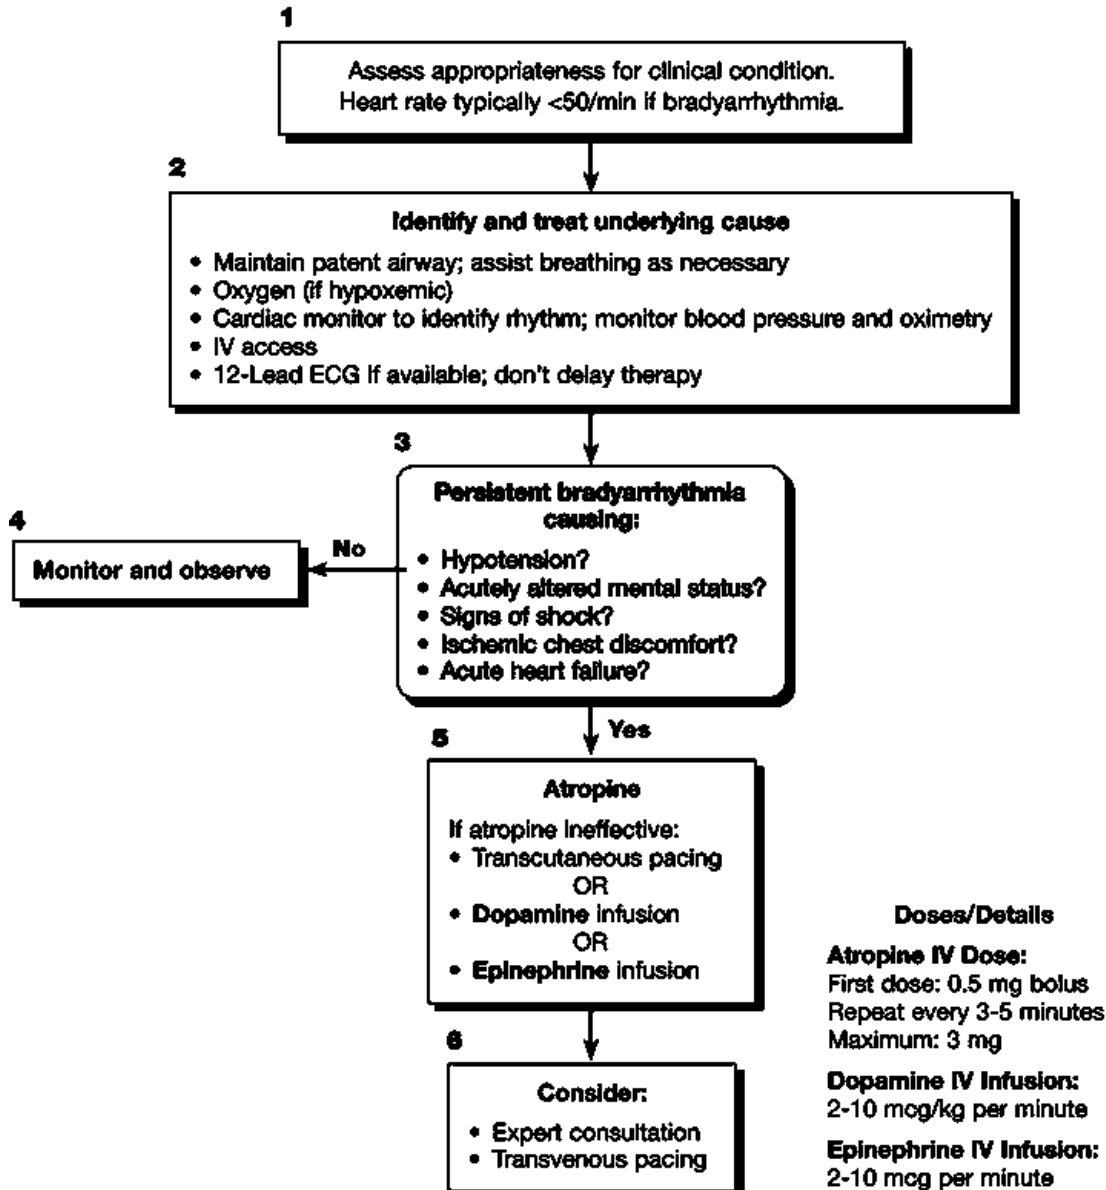 1
Assess appropriateness for clinical condition.
Heart rate typically <50/min if bradyarrhythmia.
2
Identify and treat underlying cause
• Maintain patent airway; assist breathing as necessary
• Oxygen (if hypoxemic)
• Cardiac monitor to identify rhythm; monitor blood pressure and oximetry
• IV access
• 12-Lead ECG if available; don't delay therapy
3
Persistent bradyarrhythmia
causing:
• Hypotension?
• Acutely altered mental status?
• Signs of shock?
• Ischemic chest discomfort?
• Acute heart failure?
No
4
Monitor and observe
Yes
5
Atropine
If atropine ineffective:
• Transcutaneous pacing
OR
• Dopamine infusion
OR
• Epinephrine infusion
6
Consider:
• Expert consultation
• Transvenous pacing
Doses/Details
Atropine IV Dose:
First dose: 0.5 mg bolus
Repeat every 3-5 minutes
Maximum: 3 mg
Dopamine IV Infusion:
2-10 mcg/kg per minute
Epinephrine IV Infusion:
2-10 mcg per minute